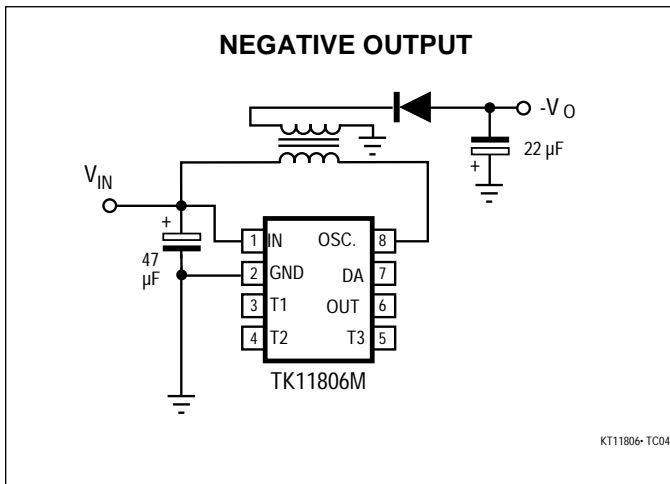 NEGATIVE OUTPUT
-V O
22 µF
+
V IN
+
47
µF
1 IN OSC. 8
2 GND DA 7
3 T1 OUT 6
4 T2 T3 5
TK11806M
KT11806• TC04